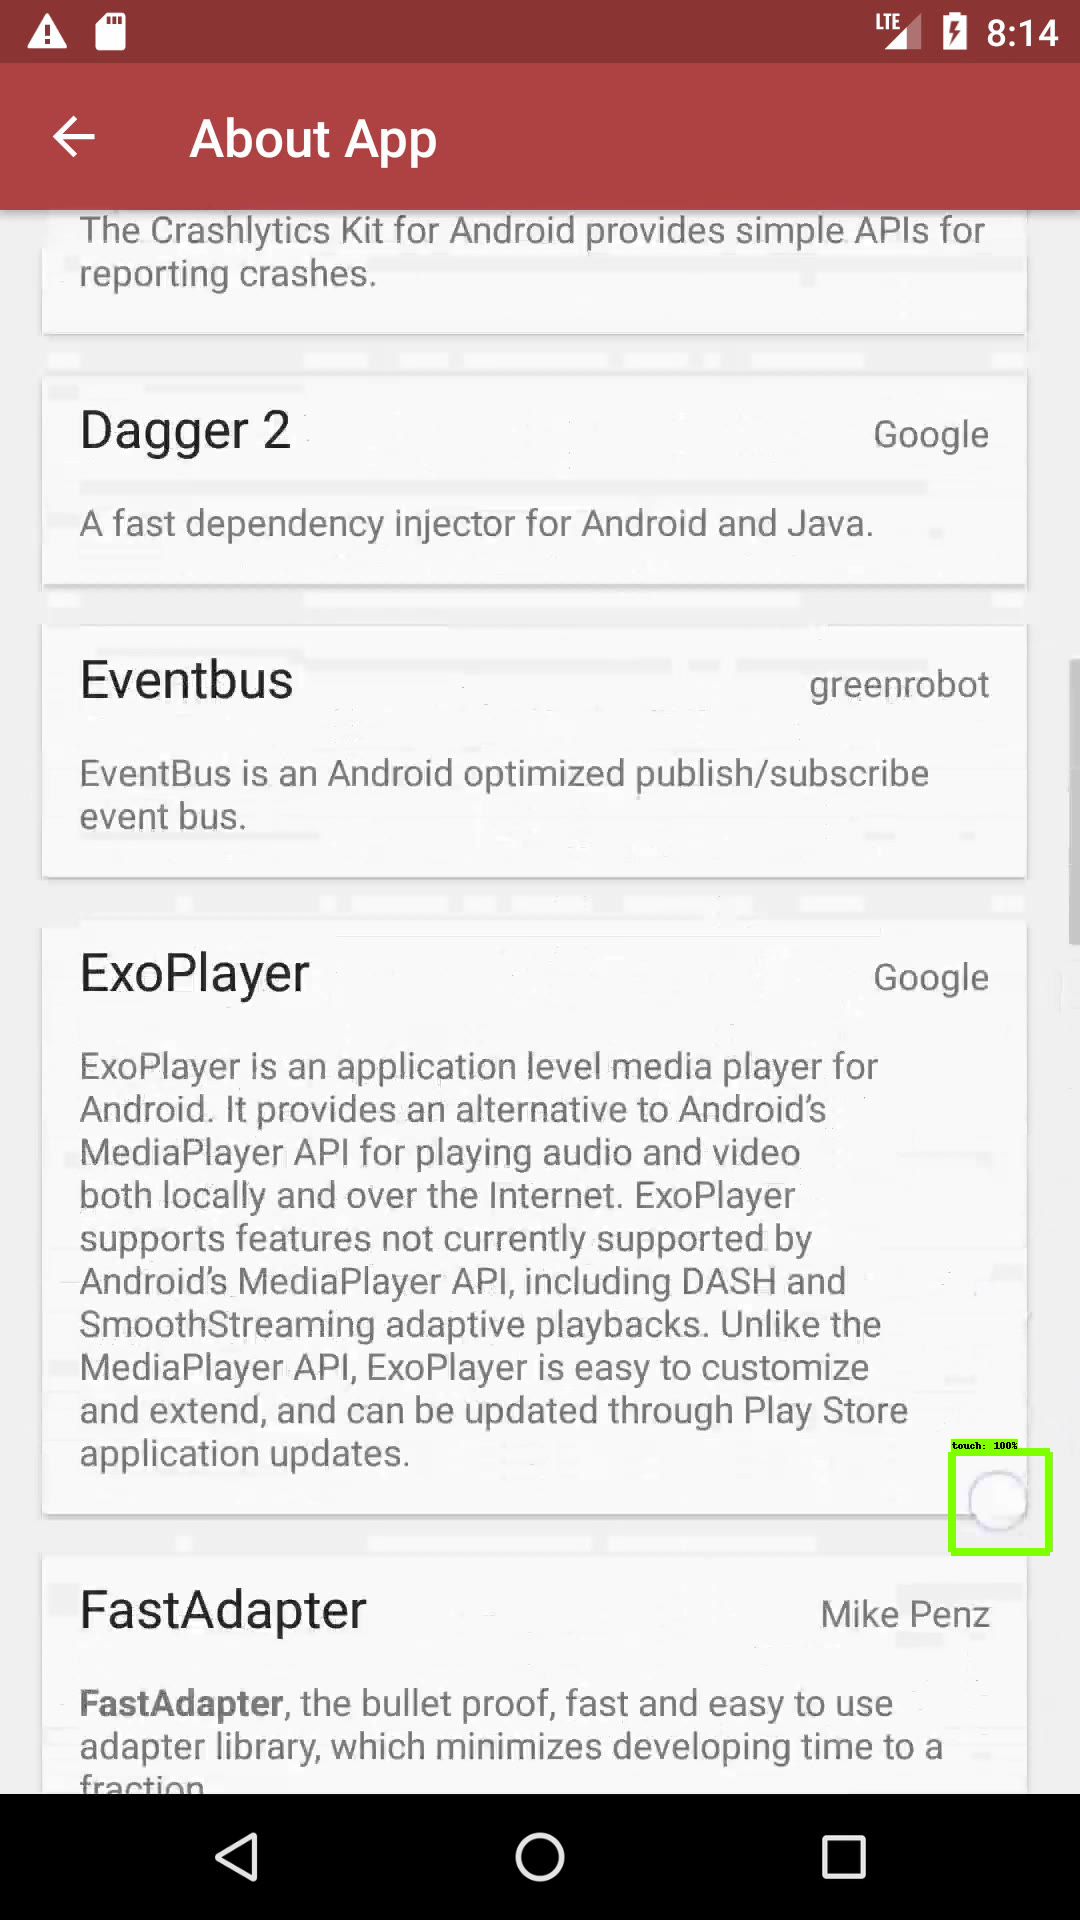 LTE 8:14
About App
The Crashlytics Kit for Android provides simple APIs for
reporting crashes.
Dagger 2 Google
A fast dependency injector for Android and Java.
Eventbus greenrobot
EventBus is an Android optimized publish/subscribe
event bus.
ExoPlayer Google
ExoPlayer is an application level media player for
Android. It provides an alternative to Android’s
MediaPlayer API for playing audio and video
both locally and over the Internet. ExoPlayer
supports features not currently supported by
Android’s MediaPlayer API, including DASH and
SmoothStreaming adaptive playbacks. Unlike the
MediaPlayer API, ExoPlayer is easy to customize
and extend, and can be updated through Play Store
application updates.
touch: 100%
FastAdapter Mike Penz
FastAdapter, the bullet proof, fast and easy to use
adapter library, which minimizes developing time to a
fraction